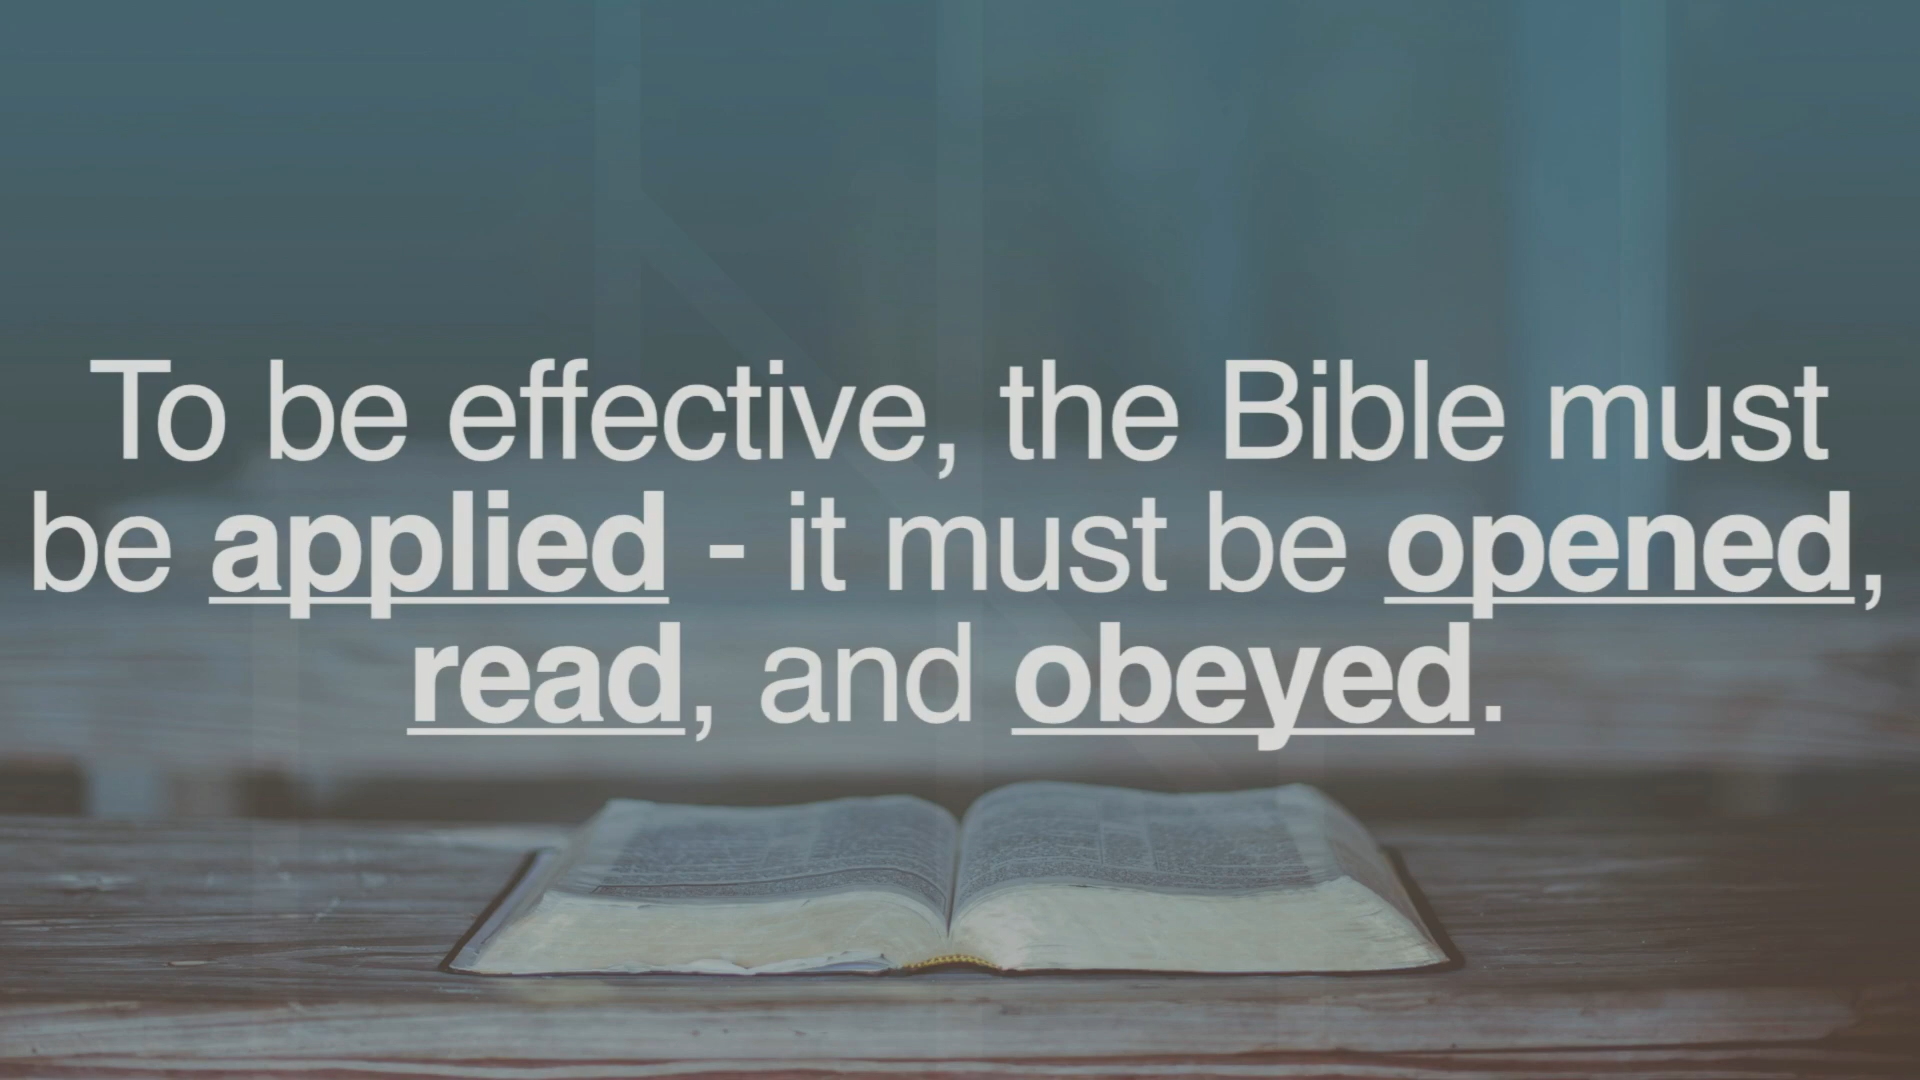 To be effective, the Bible must
be applied - it must be opened,
read, and obeyed.